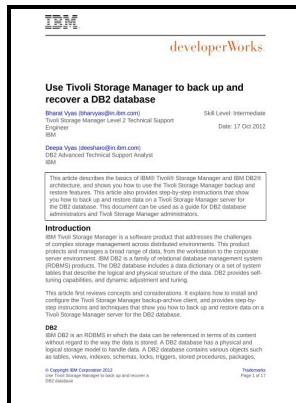 IBM
developerWorks.
Use Tivoli Storage Manager to back up and
recover a DB2 database
Bharat Vyas (bharvyas@in.ibm.com)
Tivoli Storage Manager Level 2 Technical Support
Engineer
IBM
Skill Level: Intermediate
Date: 17 Oct 2012
Deepa Vyas (deesharc@in.ibm.com)
DB2 Advanced Technical Support Analyst
IBM
This article describes the basics of IBM® Tivoli® Storage Manager and IBM DB2®
architecture, and shows you how to use the Tivoli Storage Manager backup and
restore features. This article also provides step-by-step instructions that show
you how to back up and restore data on a Tivoli Storage Manager server for
the DB2 database. This document can be used as a guide for DB2 database
administrators and Tivoli Storage Manager administrators.
Introduction
IBM Tivoli Storage Manager is a software product that addresses the challenges
of complex storage management across distributed environments. This product
protects and manages a broad range of data, from the workstation to the corporate
server environment. IBM DB2 is a family of relational database management system
(RDBMS) products. The DB2 database includes a data dictionary or a set of system
tables that describe the logical and physical structure of the data. DB2 provides self-
tuning capabilities, and dynamic adjustment and tuning.
This article first reviews concepts and considerations. It explains how to install and
configure the Tivoli Storage Manager backup-archive client, and provides step-by-
step instructions and techniques that show you how to back up and restore data on a
Tivoli Storage Manager server for the DB2 database.
DB2
IBM DB2 is an RDBMS in which the data can be referenced in terms of its content
without regard to the way the data is stored. A DB2 database has a physical and
logical storage model to handle data. A DB2 database contains various objects such
as tables, views, indexes, schemas, locks, triggers, stored procedures, packages,
© Copyright IBM Corporation 2012
Use Tivoli Storage Manager to back up and recover a
DB2 database
Trademarks
Page 1 of 17